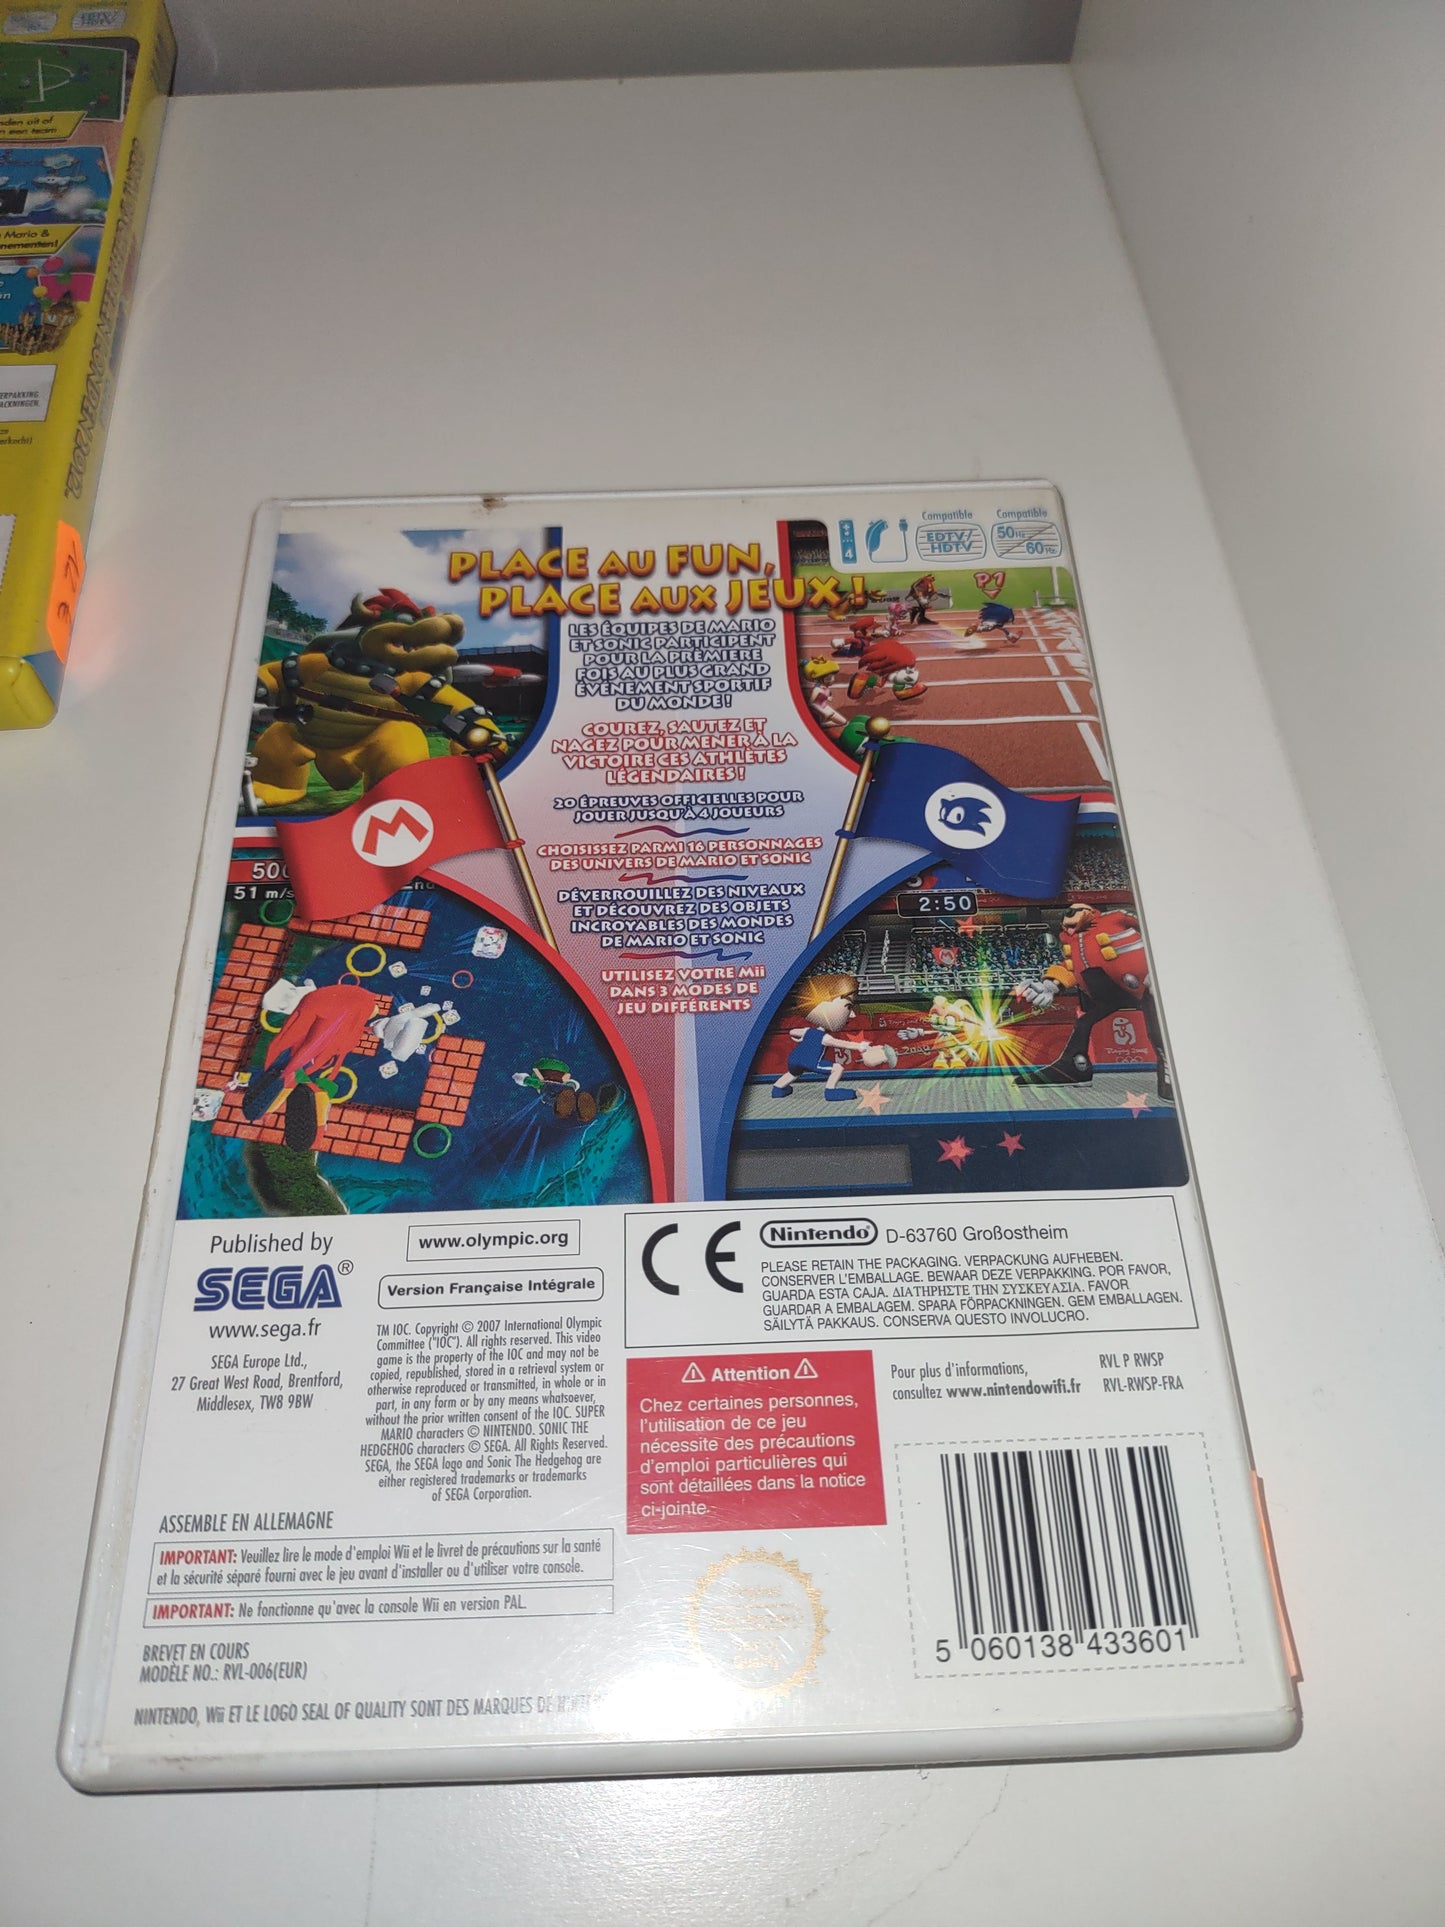 Compatible
EDTV/
HDTV
Compatible
50Hz
60Hz
4
PLACE AU FUN,
PLACE AUX JEUX !
LES ÉQUIPES DE MARIO
ET SONIC PARTICIPENT
POUR LA PREMIÈRE
FOIS AU PLUS GRAND
ÉVÉNEMENT SPORTIF
DU MONDE !
COUREZ, SAUTEZ ET
NAGEZ POUR MENER À LA
VICTOIRE CES ATHLÈTES
LÉGENDAIRES !
20 ÉPREUVES OFFICIELLES POUR
JOUER JUSQU'À 4 JOUEURS
CHOISISSEZ PARMI 16 PERSONNAGES
DES UNIVERS DE MARIO ET SONIC
DÉVERROUILLEZ DES NIVEAUX
ET DÉCOUVREZ DES OBJETS
INCROYABLES DES MONDES
DE MARIO ET SONIC
UTILISEZ VOTRE Mii
DANS 3 MODES DE
JEU DIFFÉRENTS
P1
M
500
51 m/s
2:50
Published by
SEGA®
www.sega.fr
SEGA Europe Ltd.,
27 Great West Road, Brentford,
Middlesex, TW8 9BW
www.olympic.org
Version Française Intégrale
TM IOC. Copyright © 2007 International Olympic
Committee ("IOC"). All rights reserved. This video
game is the property of the IOC and may not be
copied, republished, stored in a retrieval system or
otherwise reproduced or transmitted, in whole or in
part, in any form or by any means whatsoever,
without the prior written consent of the IOC. SUPER
MARIO characters © NINTENDO. SONIC THE
HEDGEHOG characters © SEGA. All Rights Reserved.
SEGA, the SEGA logo and Sonic The Hedgehog are
either registered trademarks or trademarks
of SEGA Corporation.
CE
Nintendo® D-63760 Großostheim
PLEASE RETAIN THE PACKAGING. VERPACKUNG AUFHEBEN.
CONSERVER L'EMBALLAGE. BEWAAR DEZE VERPAKKING. POR FAVOR,
GUARDA ESTA CAJA. ΔΙΑΤΗΡΗΣΤΕ ΤΗΝ ΣΥΣΚΕΥΑΣΙΑ. FAVOR
GUARDAR A EMBALAGEM. SPARA FÖRPACKNINGEN. GEM EMBALLAGEN.
SÄILYTÄ PAKKAUS. CONSERVA QUESTO INVOLUCRO.
⚠ Attention ⚠
Chez certaines personnes,
l'utilisation de ce jeu
nécessite des précautions
d'emploi particulières qui
sont détaillées dans la notice
ci-jointe.
Pour plus d'informations,
consultez www.nintendowifi.fr
RVL P RWSP
RVL-RWSP-FRA
ASSEMBLE EN ALLEMAGNE
IMPORTANT: Veuillez lire le mode d'emploi Wii et le livret de précautions sur la santé
et la sécurité séparé fourni avec le jeu avant d'installer ou d'utiliser votre console.
IMPORTANT: Ne fonctionne qu'avec la console Wii en version PAL.
BREVET EN COURS
MODÈLE NO.: RVL-006(EUR)
NINTENDO, Wii ET LE LOGO SEAL OF QUALITY SONT DES MARQUES DE
5 060138 433601